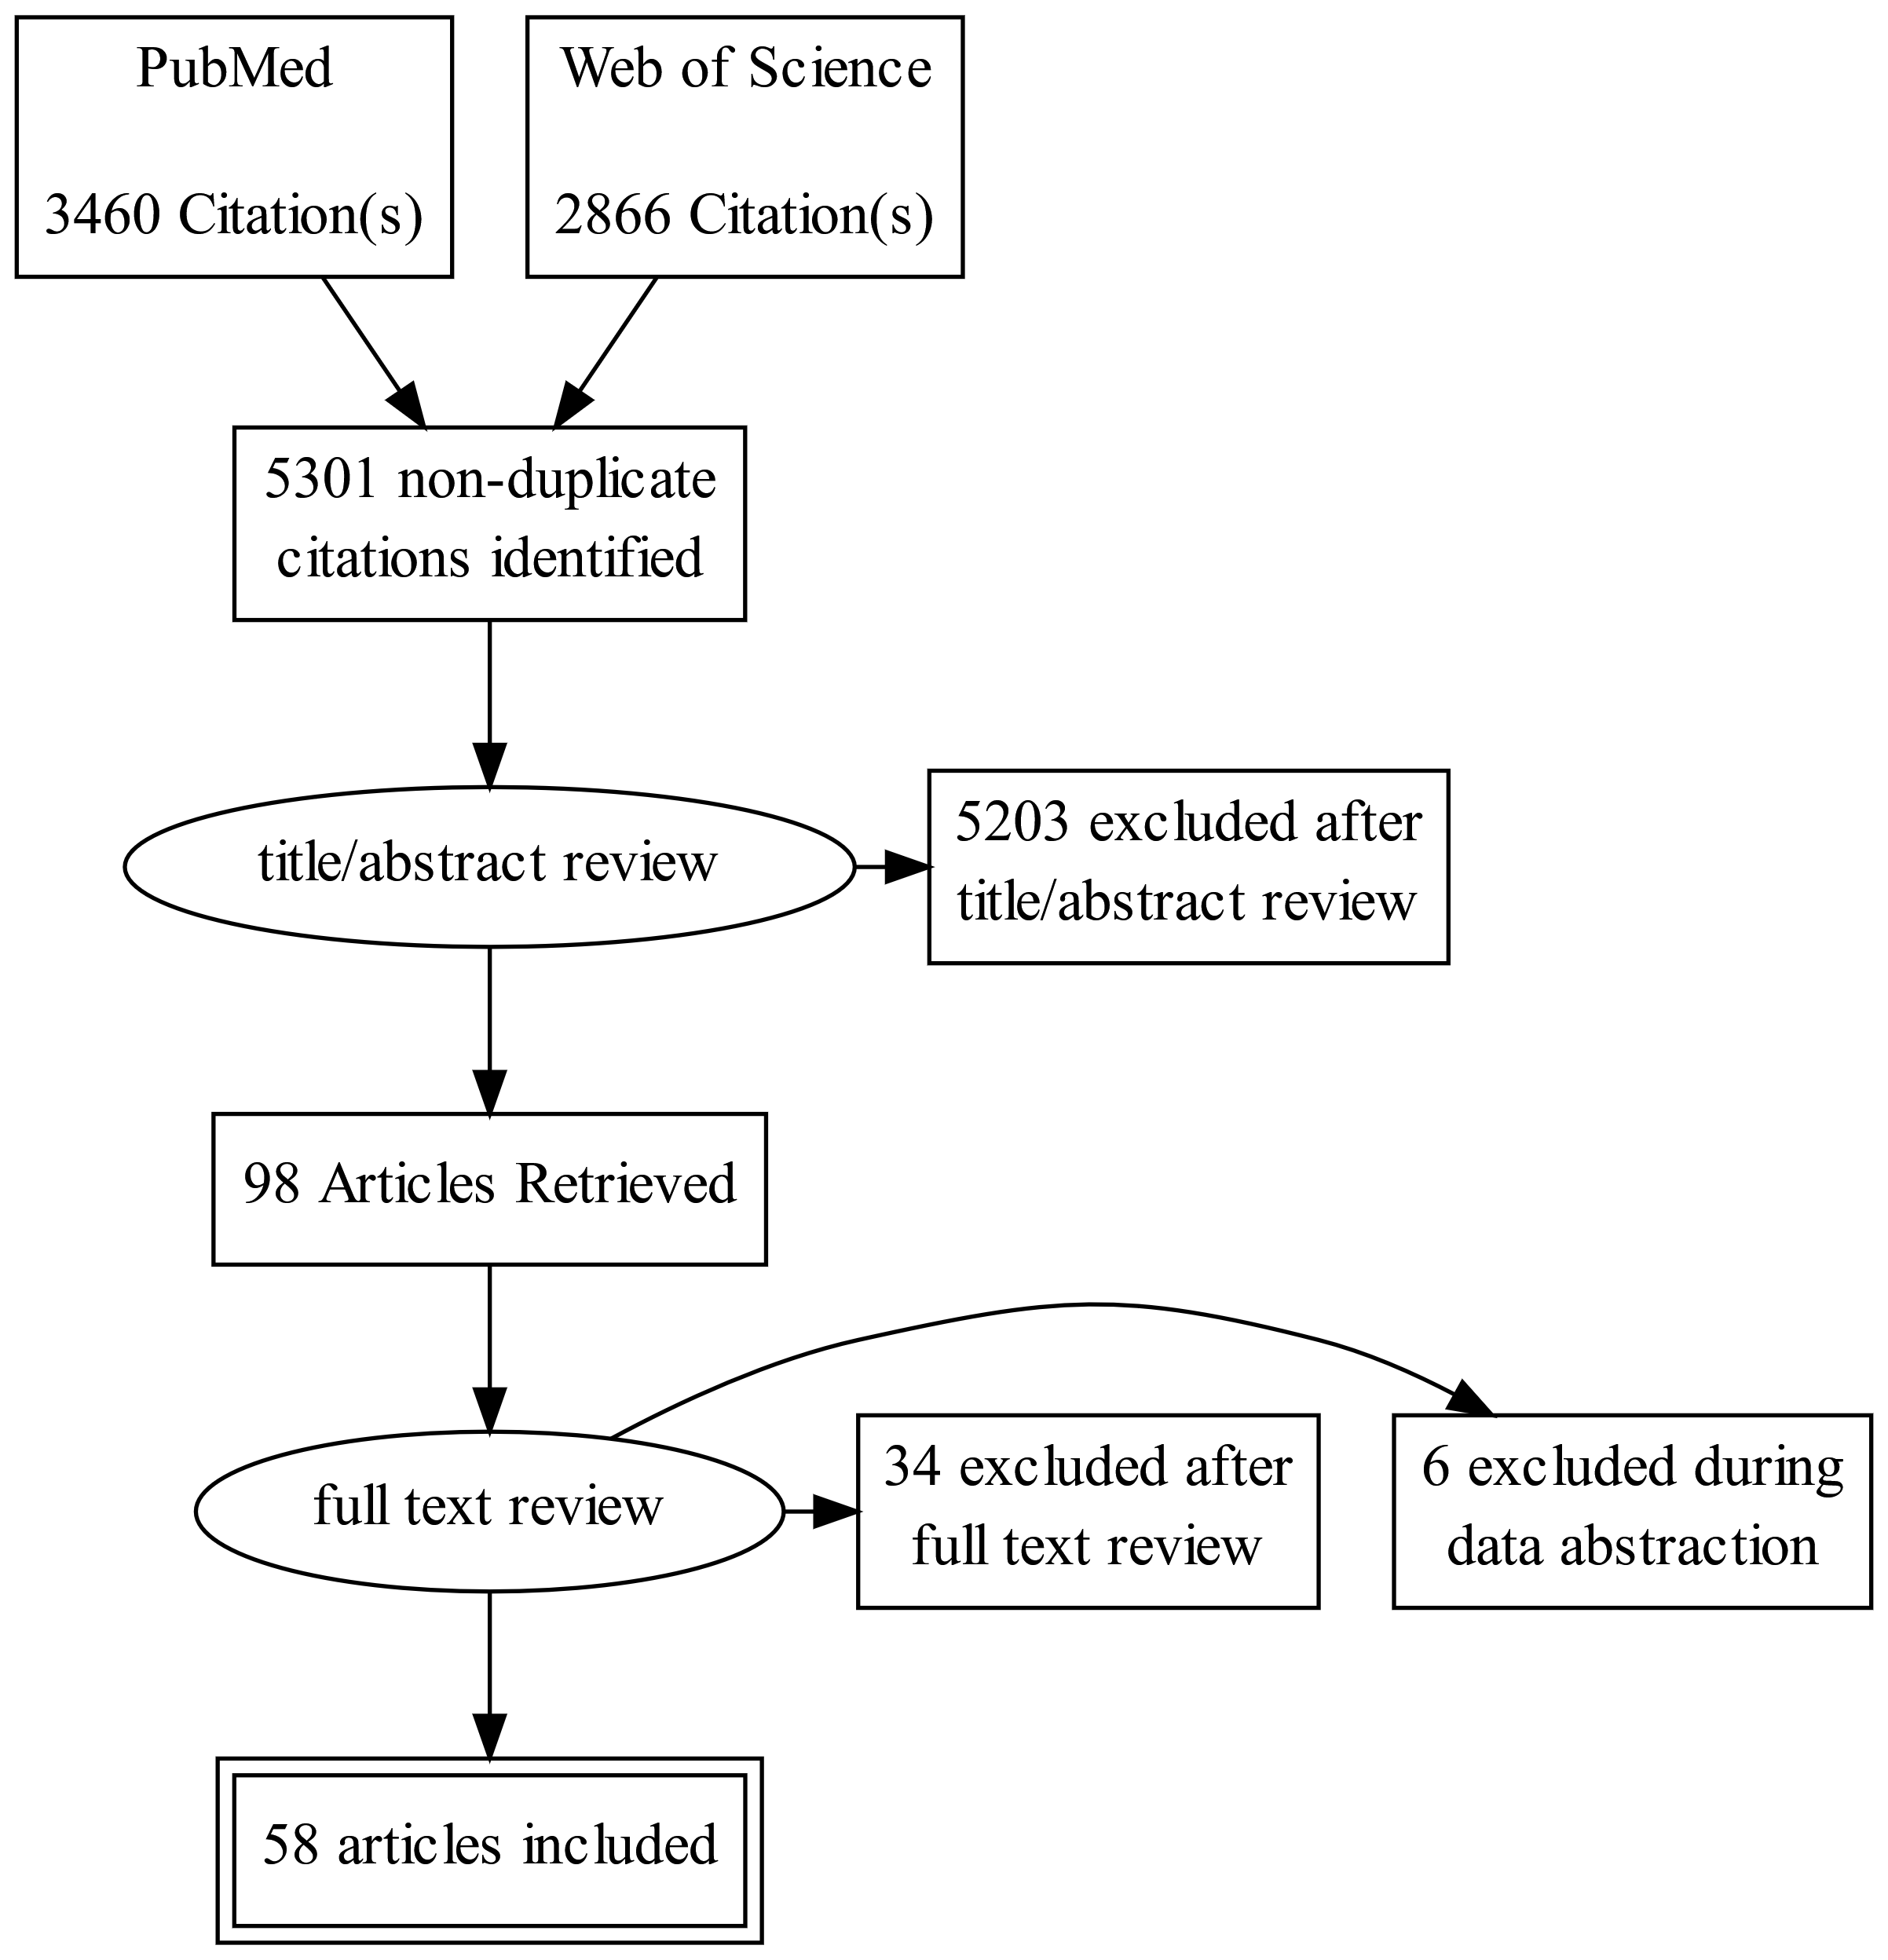 PubMed
3460 Citation(s)
Web of Science
2866 Citation(s)
5301 non-duplicate
citations identified
title/abstract review
5203 excluded after
title/abstract review
98 Articles Retrieved
full text review
34 excluded after
full text review
6 excluded during
data abstraction
58 articles included